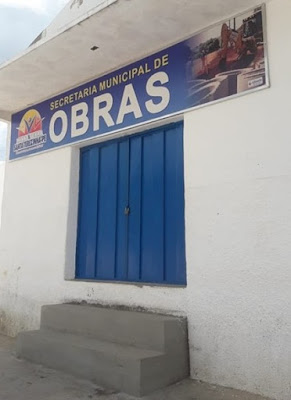 SECRETARIA MUNICIPAL DE
OBRAS